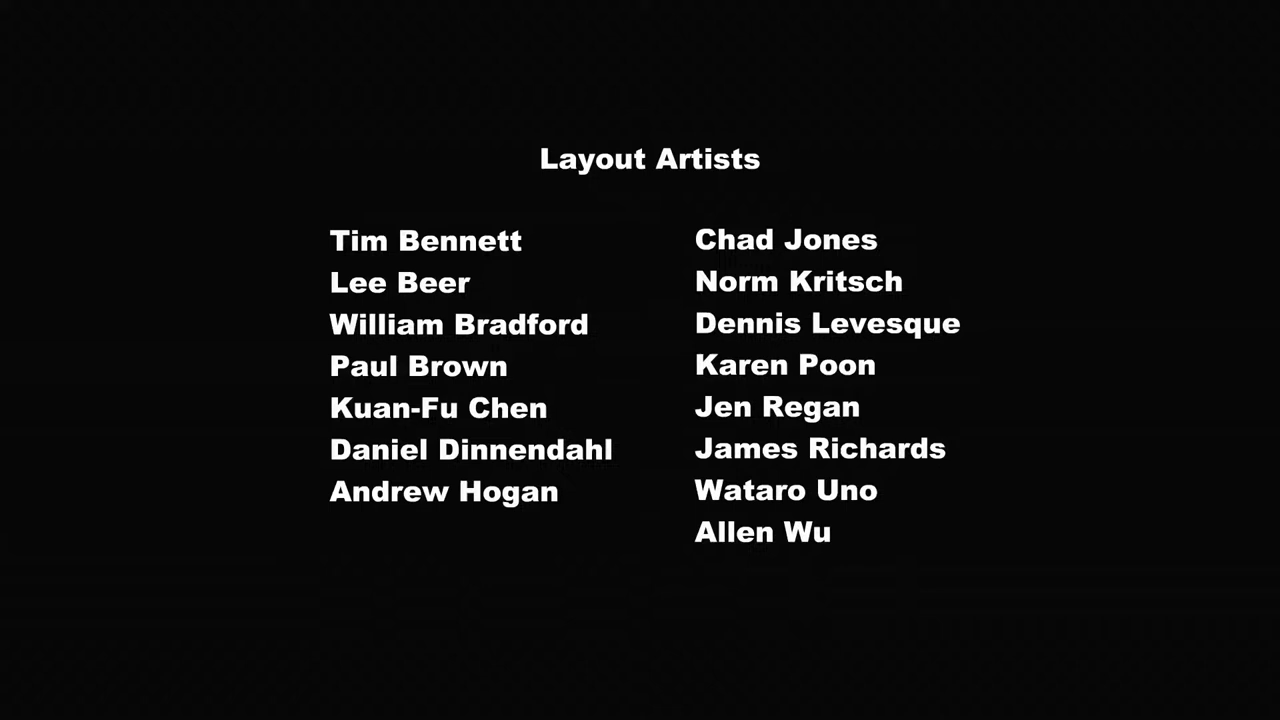 Layout Artists
Tim Bennett
Lee Beer
William Bradford
Paul Brown
Kuan-Fu Chen
Daniel Dinnendahl
Andrew Hogan
Chad Jones
Norm Kritsch
Dennis Levesque
Karen Poon
Jen Regan
James Richards
Wataro Uno
Allen Wu